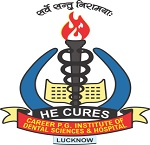 सर्वे सन्तु निरामयाः
HE CURES
CAREER P.G. INSTITUTE OF
DENTAL SCIENCES & HOSPITAL
LUCKNOW